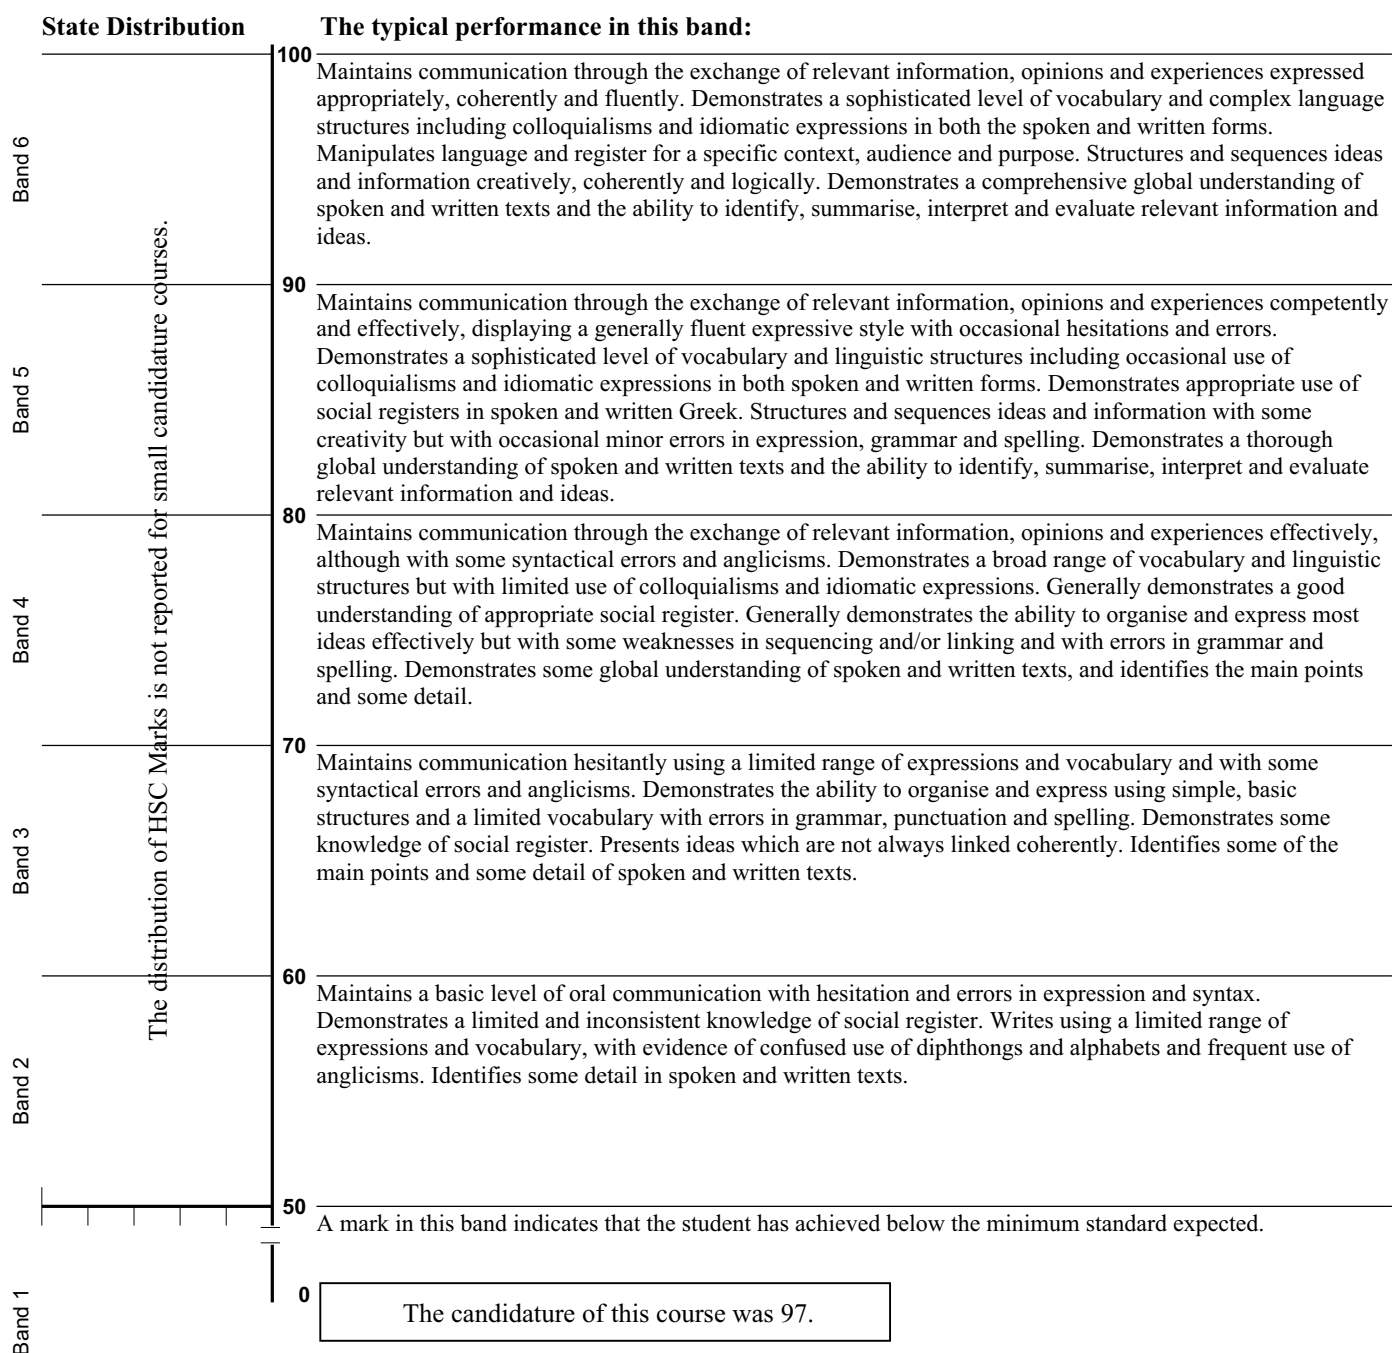 State Distribution
The typical performance in this band:
100
Band 6
Maintains communication through the exchange of relevant information, opinions and experiences expressed
appropriately, coherently and fluently. Demonstrates a sophisticated level of vocabulary and complex language
structures including colloquialisms and idiomatic expressions in both the spoken and written forms.
Manipulates language and register for a specific context, audience and purpose. Structures and sequences ideas
and information creatively, coherently and logically. Demonstrates a comprehensive global understanding of
spoken and written texts and the ability to identify, summarise, interpret and evaluate relevant information and
ideas.
The distribution of HSC Marks is not reported for small candidature courses.
90
Band 5
Maintains communication through the exchange of relevant information, opinions and experiences competently
and effectively, displaying a generally fluent expressive style with occasional hesitations and errors.
Demonstrates a sophisticated level of vocabulary and linguistic structures including occasional use of
colloquialisms and idiomatic expressions in both spoken and written forms. Demonstrates appropriate use of
social registers in spoken and written Greek. Structures and sequences ideas and information with some
creativity but with occasional minor errors in expression, grammar and spelling. Demonstrates a thorough
global understanding of spoken and written texts and the ability to identify, summarise, interpret and evaluate
relevant information and ideas.
80
Band 4
Maintains communication through the exchange of relevant information, opinions and experiences effectively,
although with some syntactical errors and anglicisms. Demonstrates a broad range of vocabulary and linguistic
structures but with limited use of colloquialisms and idiomatic expressions. Generally demonstrates a good
understanding of appropriate social register. Generally demonstrates the ability to organise and express most
ideas effectively but with some weaknesses in sequencing and/or linking and with errors in grammar and
spelling. Demonstrates some global understanding of spoken and written texts, and identifies the main points
and some detail.
70
Band 3
Maintains communication hesitantly using a limited range of expressions and vocabulary and with some
syntactical errors and anglicisms. Demonstrates the ability to organise and express using simple, basic
structures and a limited vocabulary with errors in grammar, punctuation and spelling. Demonstrates some
knowledge of social register. Presents ideas which are not always linked coherently. Identifies some of the
main points and some detail of spoken and written texts.
60
Band 2
Maintains a basic level of oral communication with hesitation and errors in expression and syntax.
Demonstrates a limited and inconsistent knowledge of social register. Writes using a limited range of
expressions and vocabulary, with evidence of confused use of diphthongs and alphabets and frequent use of
anglicisms. Identifies some detail in spoken and written texts.
50
Band 1
A mark in this band indicates that the student has achieved below the minimum standard expected.
0
The candidature of this course was 97.